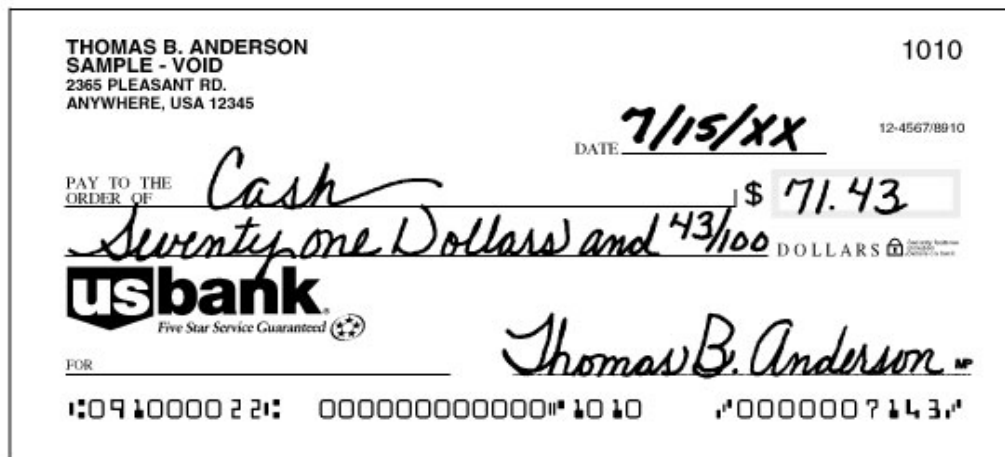 THOMAS B. ANDERSON
SAMPLE - VOID
2365 PLEASANT RD.
ANYWHERE, USA 12345
1010
12-4567/8910
DATE 7/15/XX
PAY TO THE
ORDER OF Cash $ 71.43
Seventy one Dollars and 43/100 DOLLARS
usbank
Five Star Service Guaranteed
FOR Thomas B. Anderson MP
⑆091000022⑆ 000000000000⑈1010 ⑇0000007143⑇